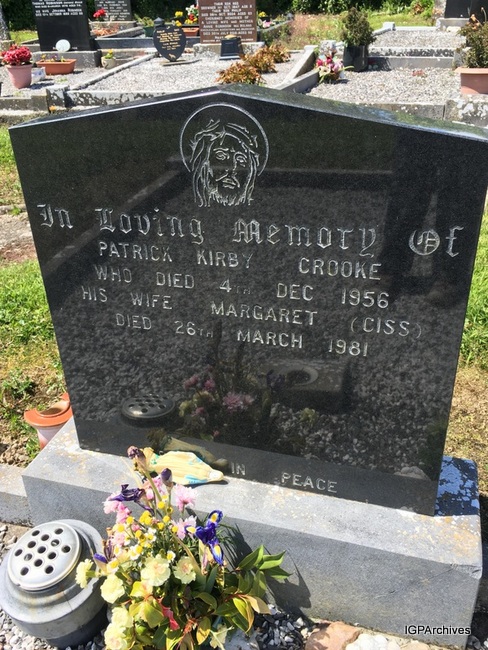 In Loving Memory Of
PATRICK KIRBY CROOKE
WHO DIED 4TH DEC 1956
HIS WIFE MARGARET (CISS)
DIED 26TH MARCH 1981
IN PEACE
IGPArchives